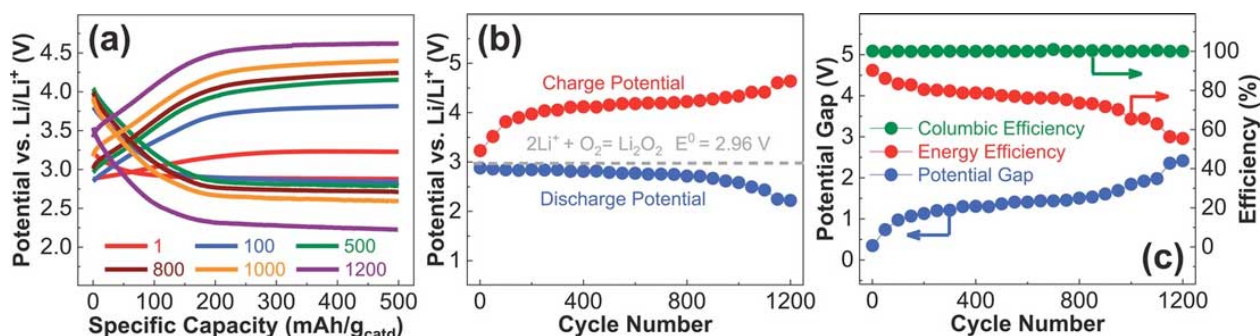 (a)
Potential vs. Li/Li⁺ (V)
4.5
4.0
3.5
3.0
2.5
2.0
1
100
500
800
1000
1200
0
100
200
300
400
500
Specific Capacity (mAh/g_catd)
(b)
Potential vs. Li/Li⁺ (V)
5
4
3
2
1
Charge Potential
2Li⁺ + O₂= Li₂O₂ E⁰ = 2.96 V
Discharge Potential
0
400
800
1200
Cycle Number
(c)
Potential Gap (V)
5
4
3
2
1
0
Columbic Efficiency
Energy Efficiency
Potential Gap
100
80
60
40
20
0
Efficiency (%)
0
200
400
600
800
1000
1200
Cycle Number